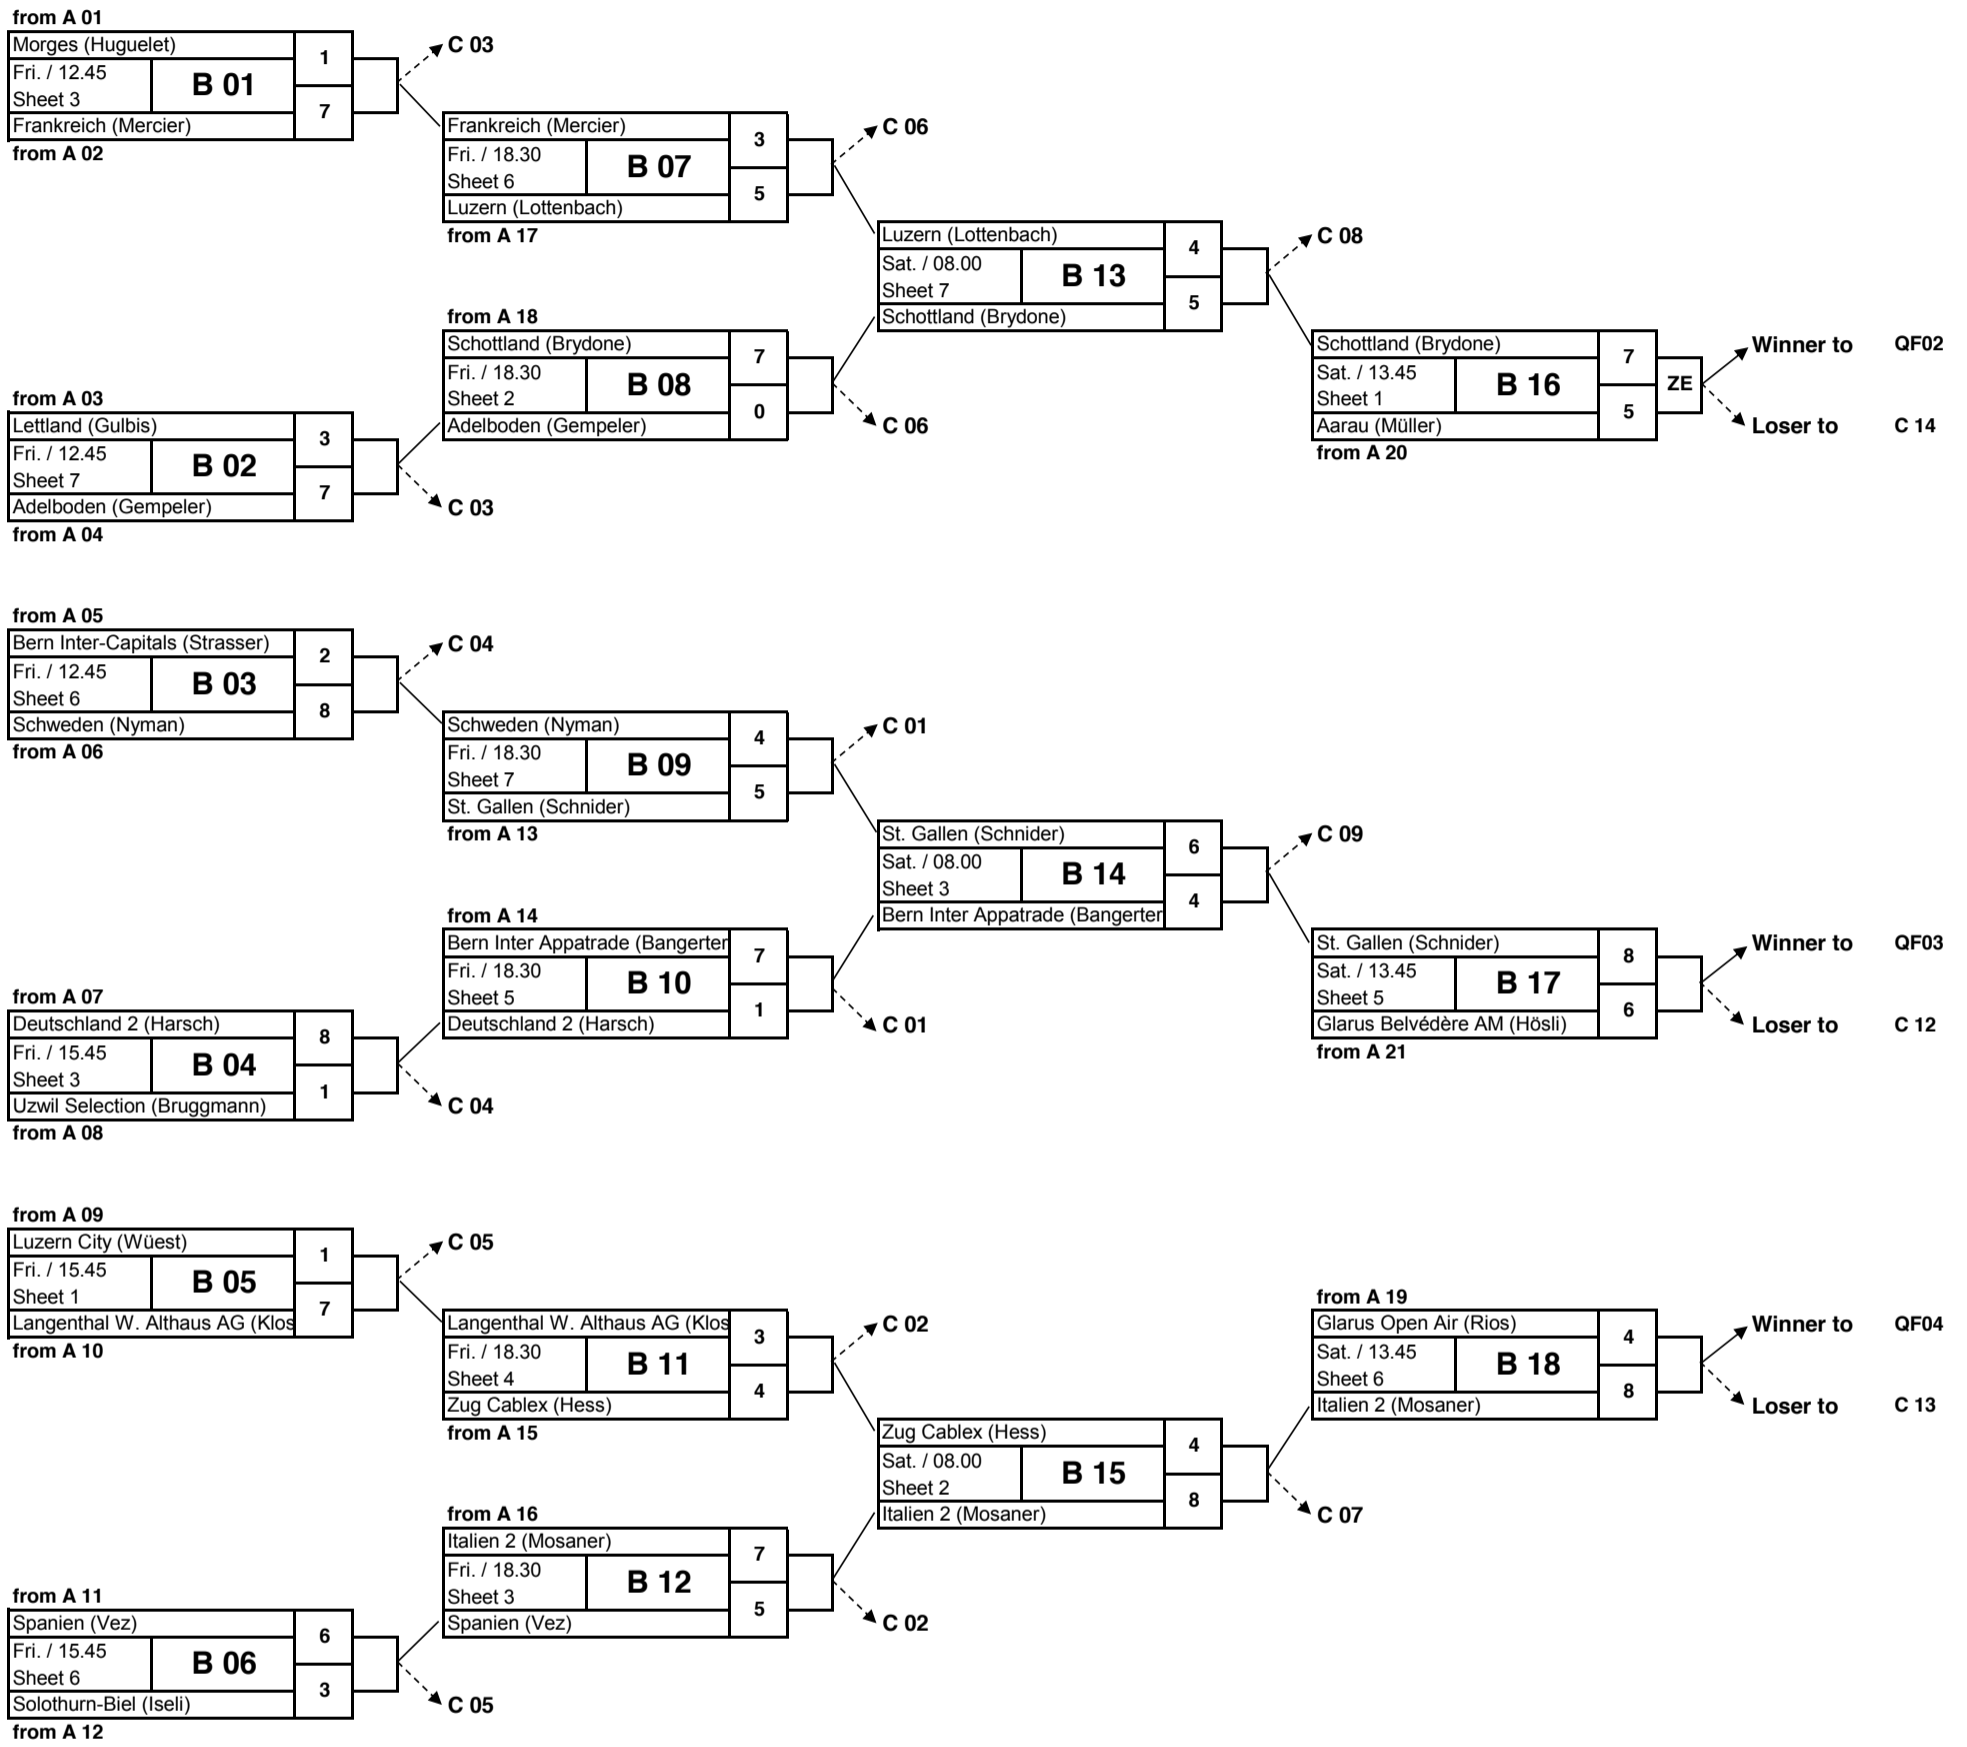 from A 01
Morges (Huguelet)
1
Fri. / 12.45
Sheet 3
B 01
7
Frankreich (Mercier)
from A 02
C 03
Frankreich (Mercier)
3
Fri. / 18.30
Sheet 6
B 07
5
Luzern (Lottenbach)
from A 17
C 06
Luzern (Lottenbach)
4
Sat. / 08.00
Sheet 7
B 13
5
Schottland (Brydone)
C 08
from A 18
Schottland (Brydone)
7
Fri. / 18.30
Sheet 2
B 08
0
Adelboden (Gempeler)
C 06
from A 03
Lettland (Gulbis)
3
Fri. / 12.45
Sheet 7
B 02
7
Adelboden (Gempeler)
from A 04
C 03
Schottland (Brydone)
7
Sat. / 13.45
Sheet 1
B 16
5
ZE
Aarau (Müller)
from A 20
Winner to QF02
Loser to C 14
from A 05
Bern Inter-Capitals (Strasser)
2
Fri. / 12.45
Sheet 6
B 03
8
Schweden (Nyman)
from A 06
C 04
Schweden (Nyman)
4
Fri. / 18.30
Sheet 7
B 09
5
St. Gallen (Schnider)
from A 13
C 01
St. Gallen (Schnider)
6
Sat. / 08.00
Sheet 3
B 14
4
Bern Inter Appatrade (Bangerter
C 09
from A 14
Bern Inter Appatrade (Bangerter
7
Fri. / 18.30
Sheet 5
B 10
1
Deutschland 2 (Harsch)
C 01
from A 07
Deutschland 2 (Harsch)
8
Fri. / 15.45
Sheet 3
B 04
1
Uzwil Selection (Bruggmann)
from A 08
C 04
St. Gallen (Schnider)
8
Sat. / 13.45
Sheet 5
B 17
6
Glarus Belvédère AM (Hösli)
from A 21
Winner to QF03
Loser to C 12
from A 09
Luzern City (Wüest)
1
Fri. / 15.45
Sheet 1
B 05
7
Langenthal W. Althaus AG (Klos
from A 10
C 05
Langenthal W. Althaus AG (Klos
3
Fri. / 18.30
Sheet 4
B 11
4
Zug Cablex (Hess)
from A 15
C 02
Zug Cablex (Hess)
4
Sat. / 08.00
Sheet 2
B 15
8
Italien 2 (Mosaner)
C 07
from A 16
Italien 2 (Mosaner)
7
Fri. / 18.30
Sheet 3
B 12
5
Spanien (Vez)
C 02
from A 11
Spanien (Vez)
6
Fri. / 15.45
Sheet 6
B 06
3
Solothurn-Biel (Iseli)
from A 12
C 05
from A 19
Glarus Open Air (Rios)
4
Sat. / 13.45
Sheet 6
B 18
8
Italien 2 (Mosaner)
Winner to QF04
Loser to C 13